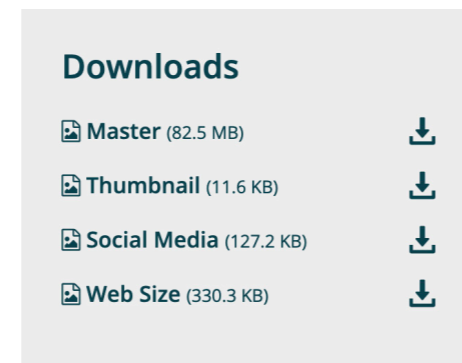 Downloads
Master (82.5 MB)
Thumbnail (11.6 KB)
Social Media (127.2 KB)
Web Size (330.3 KB)